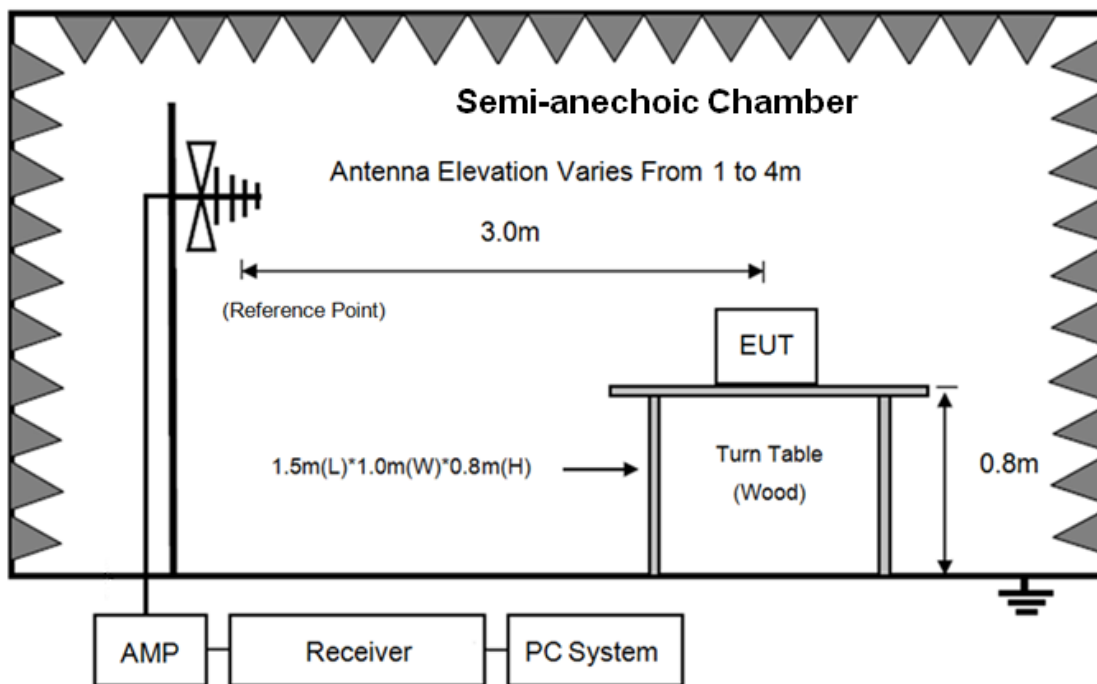 Semi-anechoic Chamber
Antenna Elevation Varies From 1 to 4m
3.0m
(Reference Point)
EUT
1.5m(L)*1.0m(W)*0.8m(H)
Turn Table
(Wood)
0.8m
AMP
Receiver
PC System